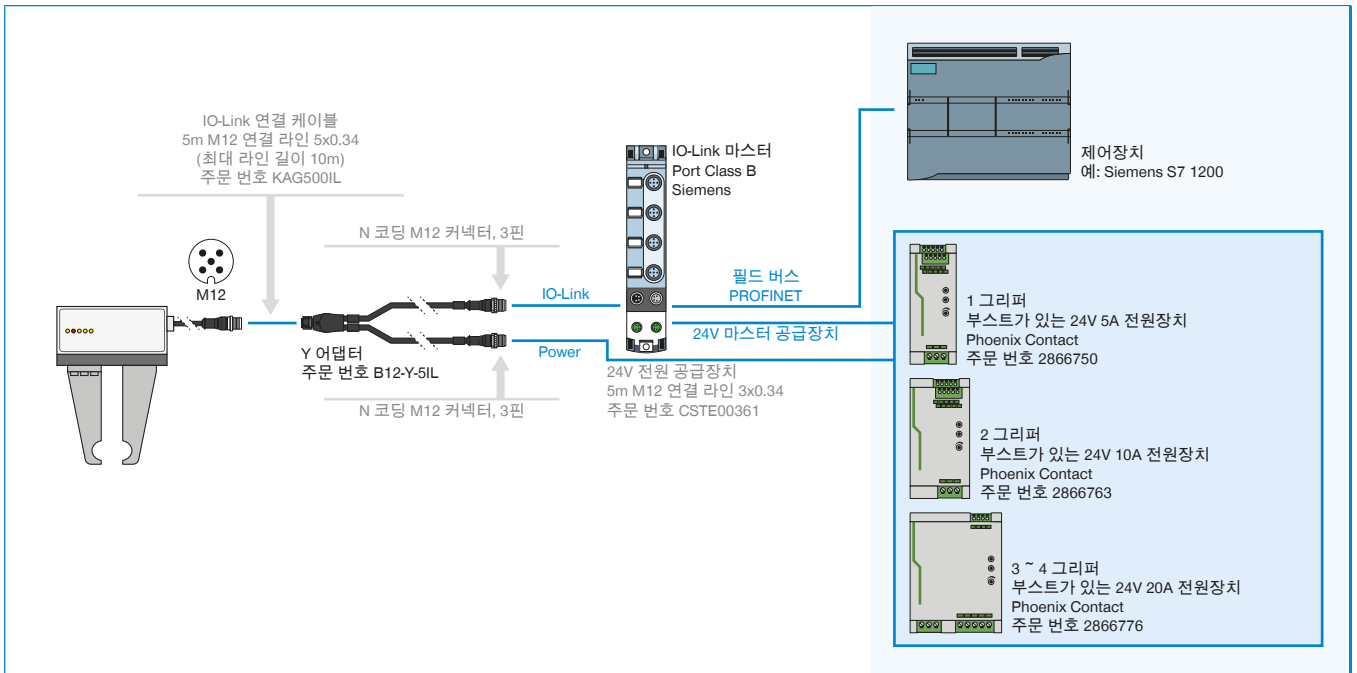 IO-Link 연결 케이블
5m M12 연결 라인 5x0.34
(최대 라인 길이 10m)
주문 번호 KAG500IL
M12
N 코딩 M12 커넥터, 3핀
Y 어댑터
주문 번호 B12-Y-5IL
N 코딩 M12 커넥터, 3핀
IO-Link
Power
IO-Link 마스터
Port Class B
Siemens
필드 버스
PROFINET
24V 마스터 공급장치
24V 전원 공급장치
5m M12 연결 라인 3x0.34
주문 번호 CSTE00361
제어장치
예: Siemens S7 1200
1 그리퍼
부스트가 있는 24V 5A 전원장치
Phoenix Contact
주문 번호 2866750
2 그리퍼
부스트가 있는 24V 10A 전원장치
Phoenix Contact
주문 번호 2866763
3 ~ 4 그리퍼
부스트가 있는 24V 20A 전원장치
Phoenix Contact
주문 번호 2866776